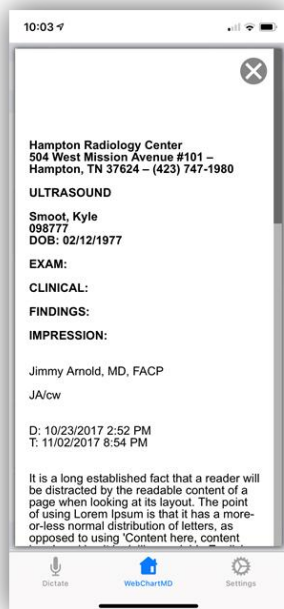 10:03
Hampton Radiology Center
504 West Mission Avenue #101 –
Hampton, TN 37624 – (423) 747-1980
ULTRASOUND
Smoot, Kyle
098777
DOB: 02/12/1977
EXAM:
CLINICAL:
FINDINGS:
IMPRESSION:
Jimmy Arnold, MD, FACP
JA/cw
D: 10/23/2017 2:52 PM
T: 11/02/2017 8:54 PM
It is a long established fact that a reader will
be distracted by the readable content of a
page when looking at its layout. The point
of using Lorem Ipsum is that it has a more-
or-less normal distribution of letters, as
opposed to using 'Content here, content
Dictate
WebChartMD
Settings